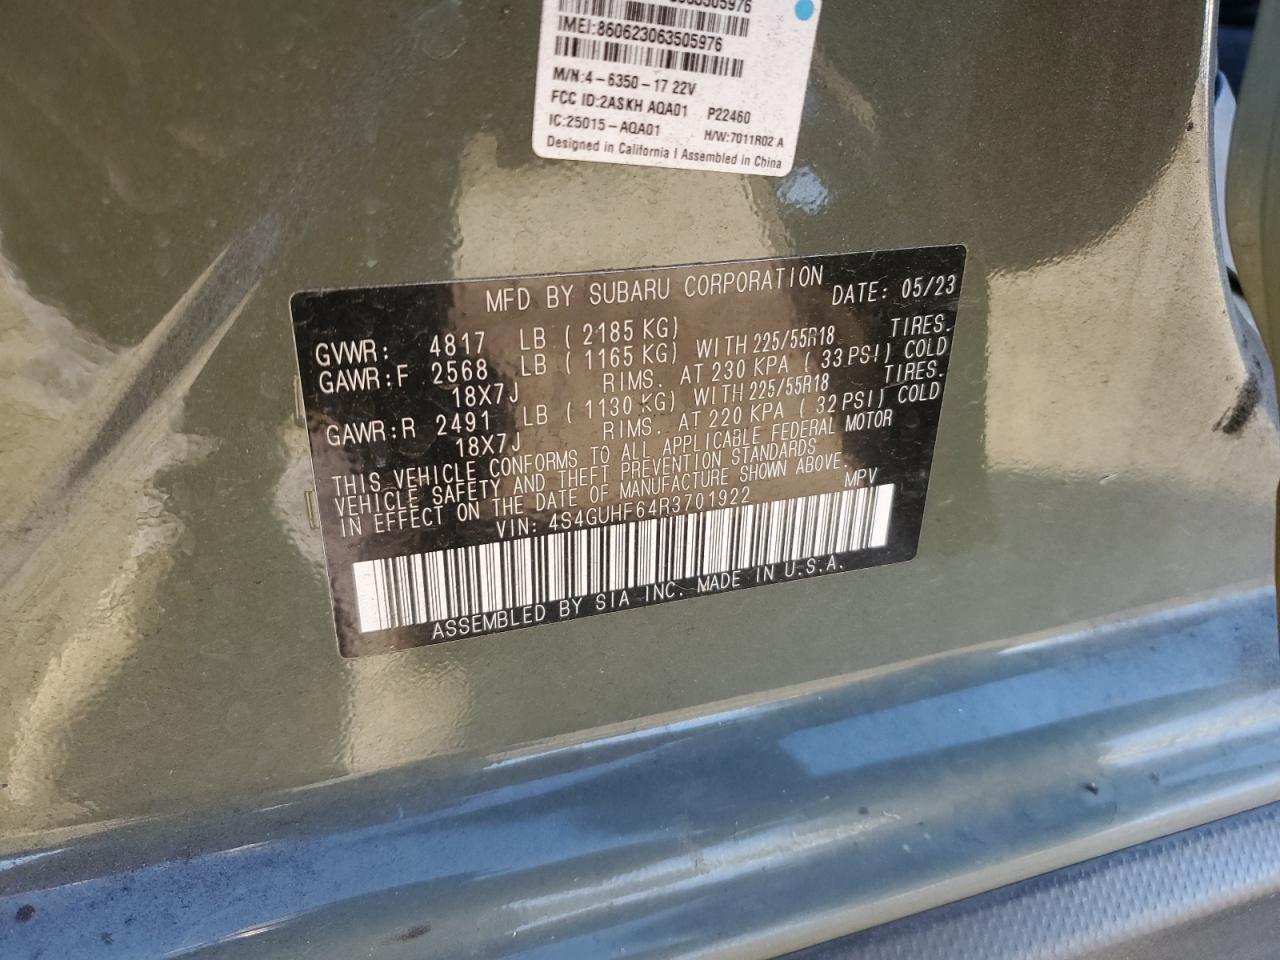 IMEI:860623063505976
M/N:4-6350-17 22V
FCC ID:2ASKH AQA01 P22460
IC:25015-AQA01 H/W:7011R02 A
Designed in California | Assembled in China
MFD BY SUBARU CORPORATION DATE: 05/23
GVWR: 4817 LB (2185 KG)
GAWR:F 2568 LB (1165 KG) WITH 225/55R18 TIRES.
18X7J RIMS. AT 230 KPA (33 PSI) COLD
GAWR:R 2491 LB (1130 KG) WITH 225/55R18 TIRES.
18X7J RIMS. AT 220 KPA (32 PSI) COLD
THIS VEHICLE CONFORMS TO ALL APPLICABLE FEDERAL MOTOR
VEHICLE SAFETY AND THEFT PREVENTION STANDARDS
IN EFFECT ON THE DATE OF MANUFACTURE SHOWN ABOVE.
VIN: 4S4GUHF64R3701922 MPV
ASSEMBLED BY SIA INC. MADE IN U.S.A.